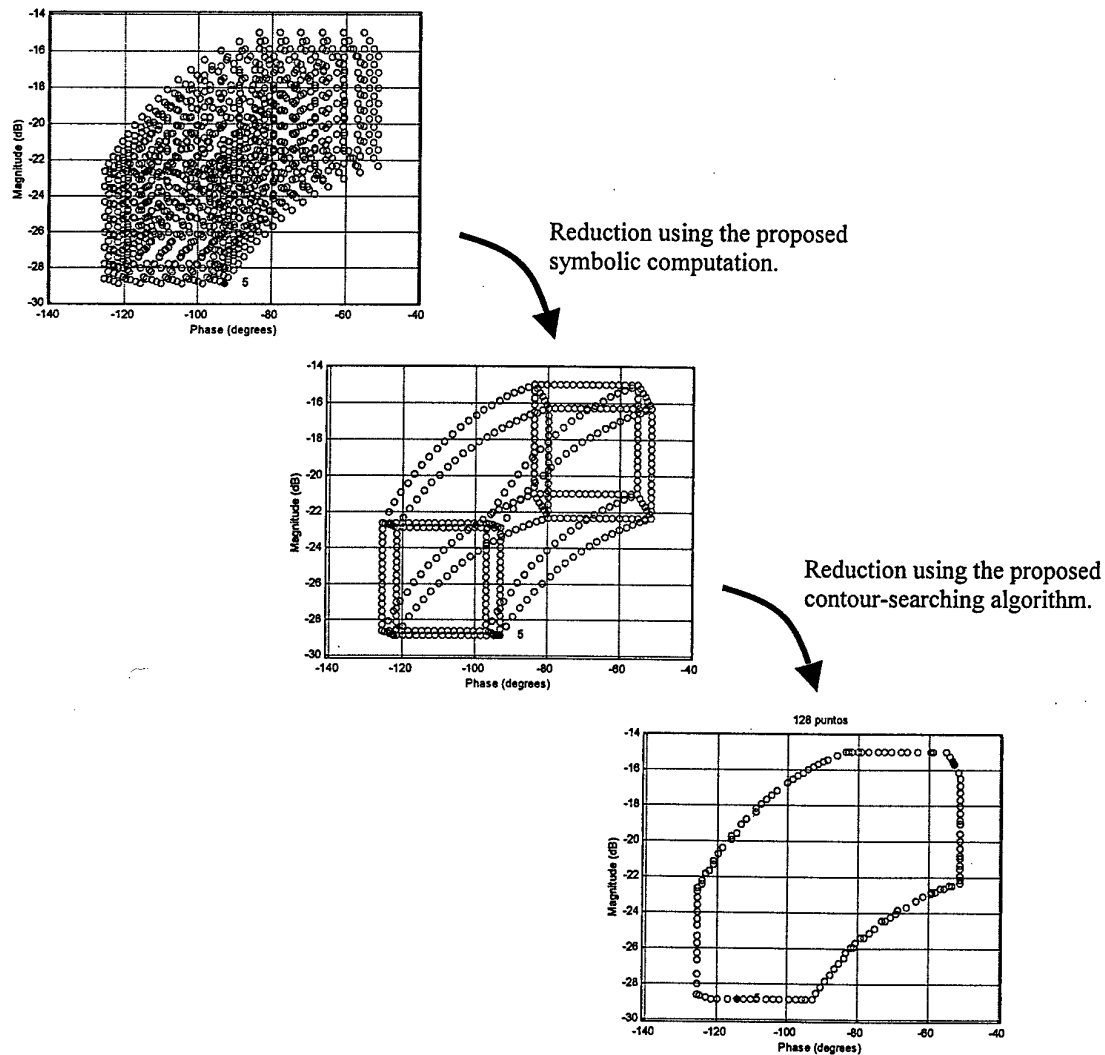 -14
-16
-18
-20
-22
-24
-26
-28
-30
Magnitude (dB)
5
-140 -120 -100 -80 -60 -40
Phase (degrees)
Reduction using the proposed
symbolic computation.
-14
-16
-18
-20
-22
-24
-26
-28
-30
Magnitude (dB)
5
-140 -120 -100 -80 -60 -40
Phase (degrees)
Reduction using the proposed
contour-searching algorithm.
128 puntos
-14
-16
-18
-20
-22
-24
-26
-28
-30
Magnitude (dB)
5
-140 -120 -100 -80 -60 -40
Phase (degrees)